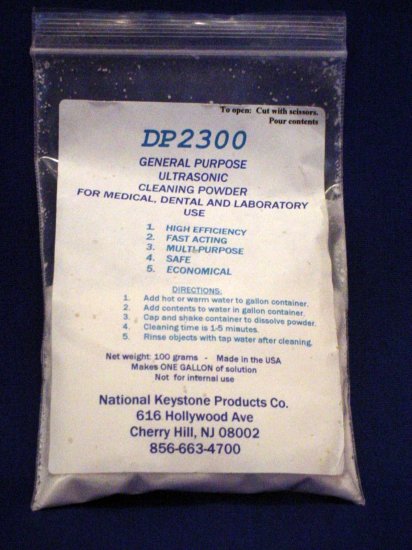 To open: Cut with scissors.
Pour contents
DP2300
GENERAL PURPOSE
ULTRASONIC
CLEANING POWDER
FOR MEDICAL, DENTAL AND LABORATORY
USE
1. HIGH EFFICIENCY
2. FAST ACTING
3. MULTI-PURPOSE
4. SAFE
5. ECONOMICAL
DIRECTIONS:
1. Add hot or warm water to gallon container.
2. Add contents to water in gallon container.
3. Cap and shake container to dissolve powder.
4. Cleaning time is 1-5 minutes.
5. Rinse objects with tap water after cleaning.
Net weight: 100 grams - Made in the USA
Makes ONE GALLON of solution
Not for internal use
National Keystone Products Co.
616 Hollywood Ave
Cherry Hill, NJ 08002
856-663-4700